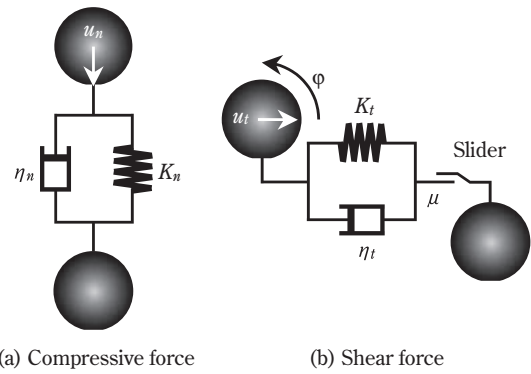 u_n
η_n
K_n
(a) Compressive force
φ
u_t
K_t
Slider
μ
η_t
(b) Shear force